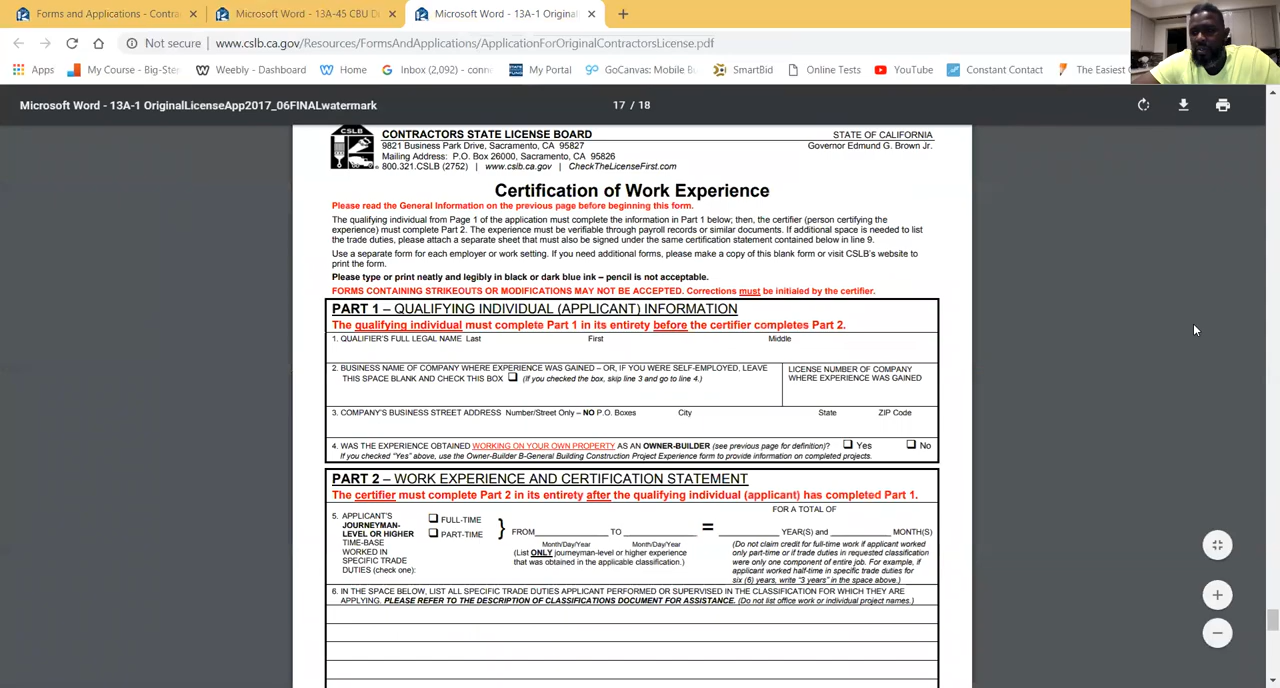 Forms and Applications - Contra
Microsoft Word - 13A-45 CBU D
Microsoft Word - 13A-1 Original
Not secure
www.cslb.ca.gov/Resources/FormsAndApplications/ApplicationForOriginalContractorsLicense.pdf
Apps
My Course - Big-Ster
Weebly - Dashboard
Home
Inbox (2,092) - conn
My Portal
GoCanvas: Mobile B
SmartBid
Online Tests
YouTube
Constant Contact
The Easiest
Microsoft Word - 13A-1 OriginalLicenseApp2017_06FINALwatermark
17 / 18
CSLB
CONTRACTORS STATE LICENSE BOARD
STATE OF CALIFORNIA
9821 Business Park Drive, Sacramento, CA 95827
Governor Edmund G. Brown Jr.
Mailing Address: P.O. Box 26000, Sacramento, CA 95826
800.321.CSLB (2752) | www.cslb.ca.gov | CheckTheLicenseFirst.com
Certification of Work Experience
Please read the General Information on the previous page before beginning this form.
The qualifying individual from Page 1 of the application must complete the information in Part 1 below; then, the certifier (person certifying the
experience) must complete Part 2. The experience must be verifiable through payroll records or similar documents. If additional space is needed to list
the trade duties, please attach a separate sheet that must also be signed under the same certification statement contained below in line 9.
Use a separate form for each employer or work setting. If you need additional forms, please make a copy of this blank form or visit CSLB's website to
print the form.
Please type or print neatly and legibly in black or dark blue ink – pencil is not acceptable.
FORMS CONTAINING STRIKEOUTS OR MODIFICATIONS MAY NOT BE ACCEPTED. Corrections must be initialed by the certifier.
PART 1 – QUALIFYING INDIVIDUAL (APPLICANT) INFORMATION
The qualifying individual must complete Part 1 in its entirety before the certifier completes Part 2.
1. QUALIFIER'S FULL LEGAL NAME Last First Middle
2. BUSINESS NAME OF COMPANY WHERE EXPERIENCE WAS GAINED – OR, IF YOU WERE SELF-EMPLOYED, LEAVE
THIS SPACE BLANK AND CHECK THIS BOX (If you checked the box, skip line 3 and go to line 4.)
LICENSE NUMBER OF COMPANY
WHERE EXPERIENCE WAS GAINED
3. COMPANY'S BUSINESS STREET ADDRESS Number/Street Only – NO P.O. Boxes City State ZIP Code
4. WAS THE EXPERIENCE OBTAINED WORKING ON YOUR OWN PROPERTY AS AN OWNER-BUILDER (see previous page for definition)? Yes No
If you checked "Yes" above, use the Owner-Builder B-General Building Construction Project Experience form to provide information on completed projects.
PART 2 – WORK EXPERIENCE AND CERTIFICATION STATEMENT
The certifier must complete Part 2 in its entirety after the qualifying individual (applicant) has completed Part 1.
5. APPLICANT'S
JOURNEYMAN-
LEVEL OR HIGHER
TIME-BASE
WORKED IN
SPECIFIC TRADE
DUTIES (check one):
FULL-TIME
PART-TIME
}
FROM TO
Month/Day/Year Month/Day/Year
(List ONLY journeyman-level or higher experience
that was obtained in the applicable classification.)
=
FOR A TOTAL OF
YEAR(S) and MONTH(S)
(Do not claim credit for full-time work if applicant worked
only part-time or if trade duties in requested classification
were only one component of entire job. For example, if
applicant worked half-time in specific trade duties for
six (6) years, write "3 years" in the space above.)
6. IN THE SPACE BELOW, LIST ALL SPECIFIC TRADE DUTIES APPLICANT PERFORMED OR SUPERVISED IN THE CLASSIFICATION FOR WHICH THEY ARE
APPLYING. PLEASE REFER TO THE DESCRIPTION OF CLASSIFICATIONS DOCUMENT FOR ASSISTANCE. (Do not list office work or individual project names.)